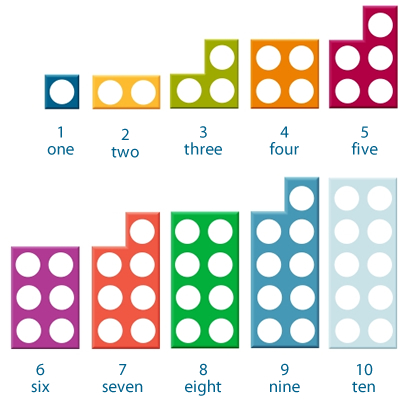 1 2 3 4 5
one two three four five
6 7 8 9 10
six seven eight nine ten